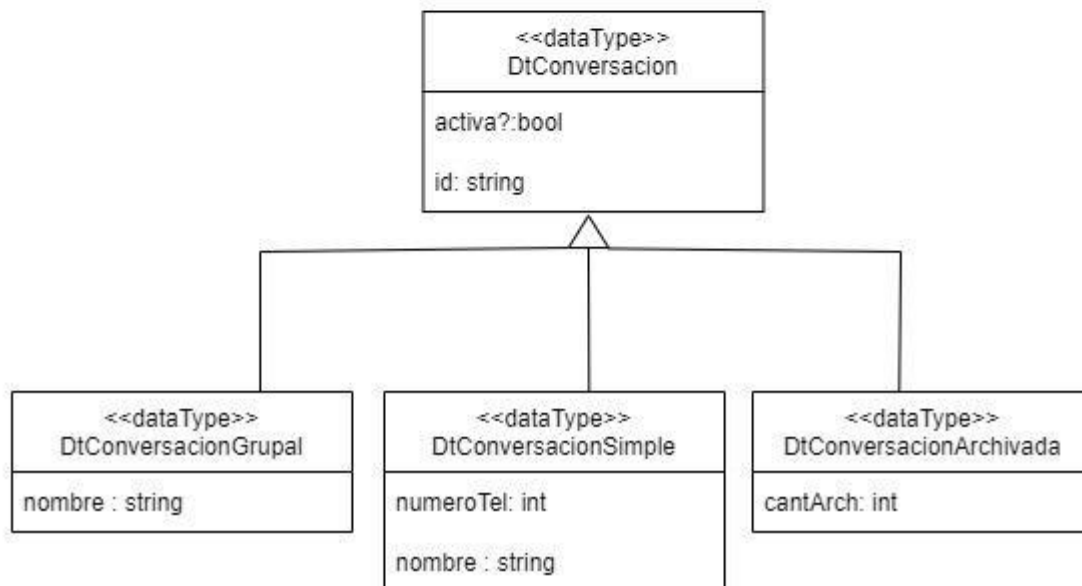 <<dataType>>
DtConversacion
activa?:bool
id: string
<<dataType>>
DtConversacionGrupal
nombre : string
<<dataType>>
DtConversacionSimple
numeroTel: int
nombre : string
<<dataType>>
DtConversacionArchivada
cantArch: int